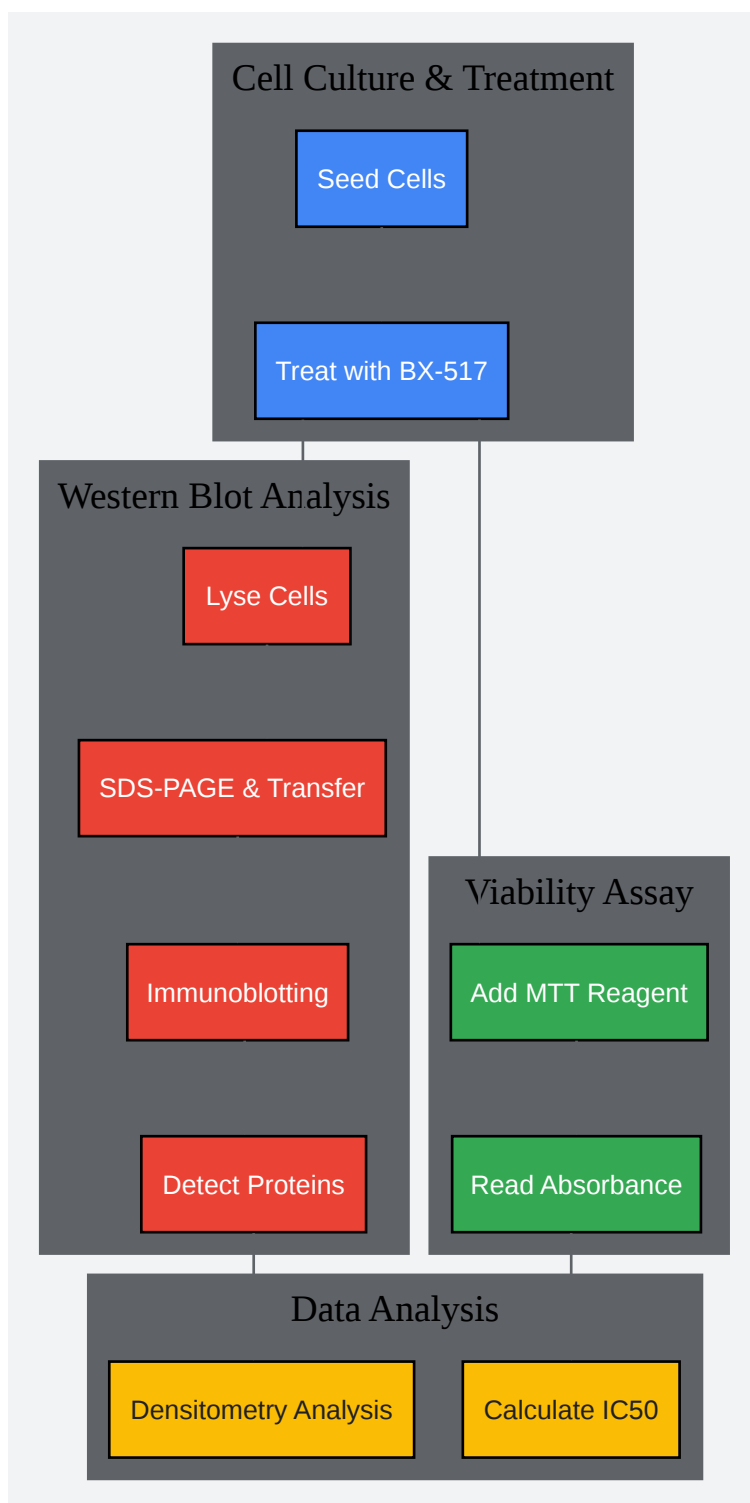 Cell Culture & Treatment
Seed Cells
Treat with BX-517
Western Blot Analysis
Lyse Cells
SDS-PAGE & Transfer
Immunoblotting
Detect Proteins
Viability Assay
Add MTT Reagent
Read Absorbance
Data Analysis
Densitometry Analysis
Calculate IC50